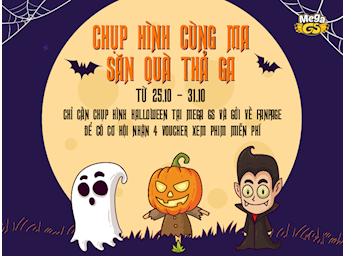 Mega
GS
CHỤP HÌNH CÙNG MA
SĂN QUÀ THẢ GA
TỪ 25.10 - 31.10
CHỈ CẦN CHỤP HÌNH HALLOWEEN TẠI MEGA GS VÀ GỬI VỀ FANPAGE
ĐỂ CÓ CƠ HỘI NHẬN 4 VOUCHER XEM PHIM MIỄN PHÍ